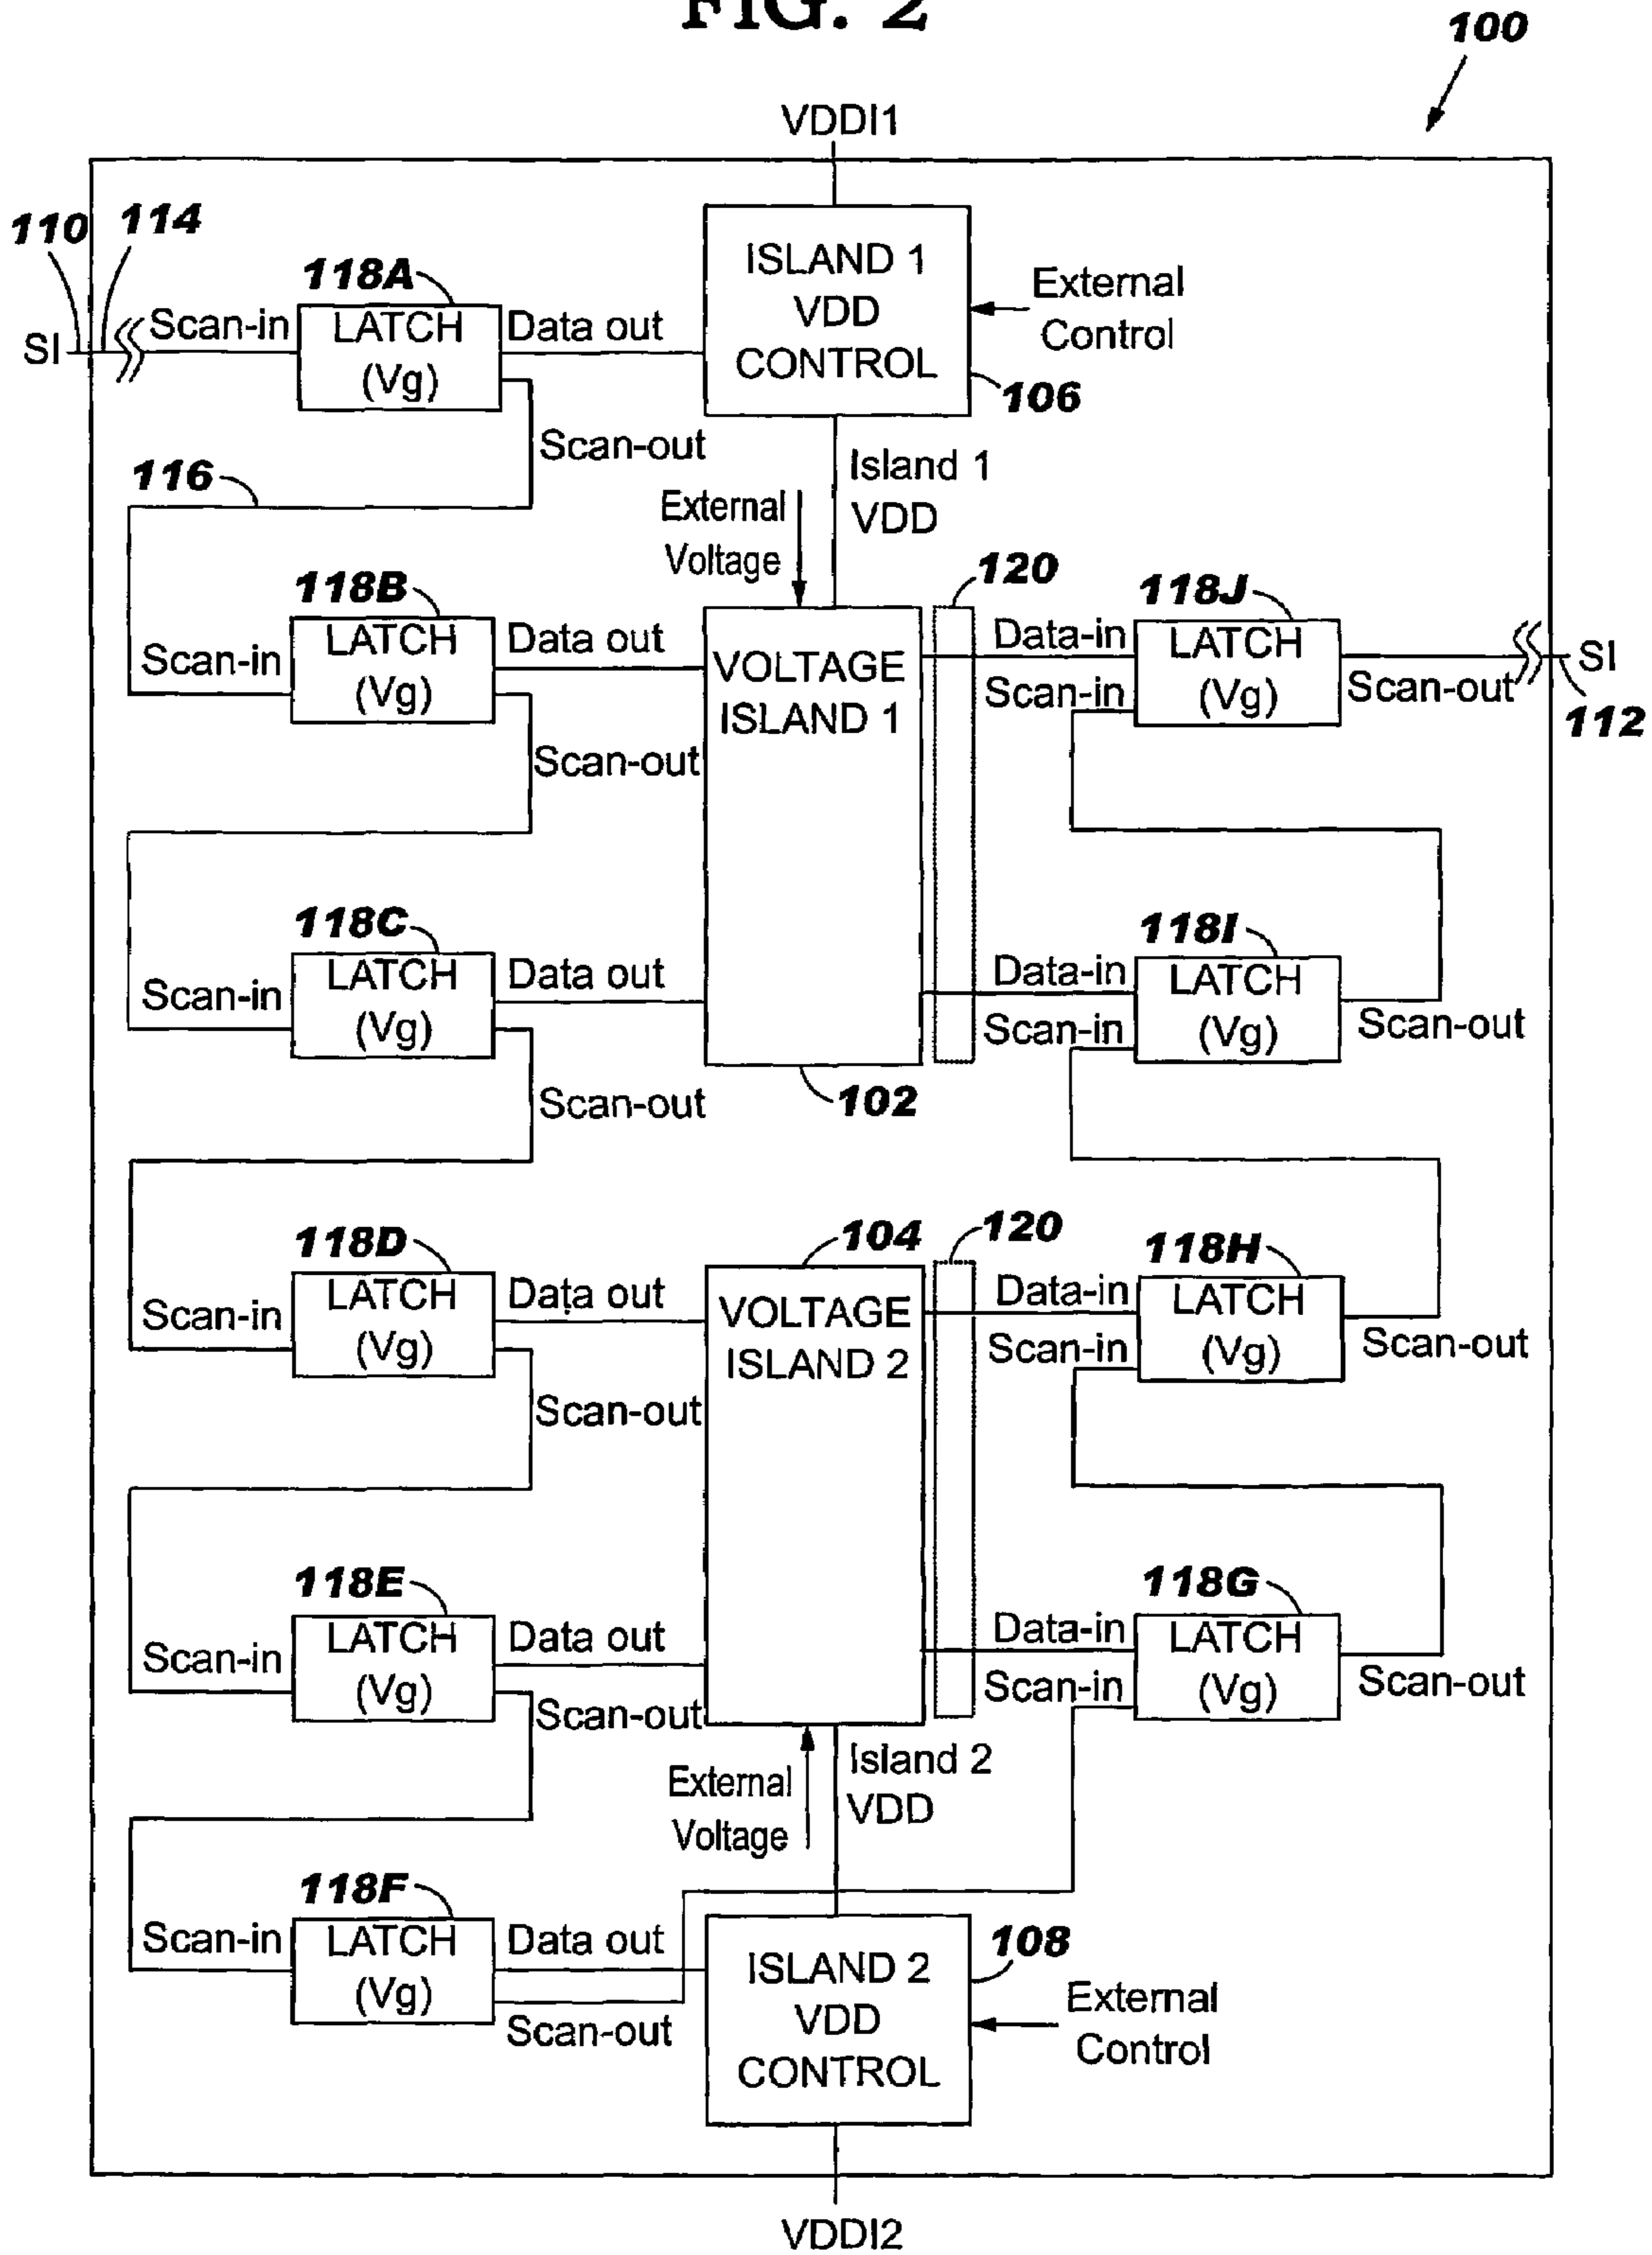 FIG. 2
100
VDDI1
110
114
118A
ISLAND 1
VDD
CONTROL
External
Control
106
SI
Scan-in
LATCH
(Vg)
Data out
Scan-out
116
Island 1
VDD
External
Voltage
120
118B
Scan-in
LATCH
(Vg)
Data out
Scan-out
VOLTAGE
ISLAND 1
118J
Data-in
Scan-in
LATCH
(Vg)
Scan-out
SI
112
118C
Scan-in
LATCH
(Vg)
Data out
Scan-out
102
118I
Data-in
Scan-in
LATCH
(Vg)
Scan-out
118D
Scan-in
LATCH
(Vg)
Data out
Scan-out
104
VOLTAGE
ISLAND 2
120
118H
Data-in
Scan-in
LATCH
(Vg)
Scan-out
118E
Scan-in
LATCH
(Vg)
Data out
Scan-out
118G
Data-in
Scan-in
LATCH
(Vg)
Scan-out
External
Voltage
Island 2
VDD
118F
Scan-in
LATCH
(Vg)
Data out
Scan-out
ISLAND 2
VDD
CONTROL
108
External
Control
VDDI2